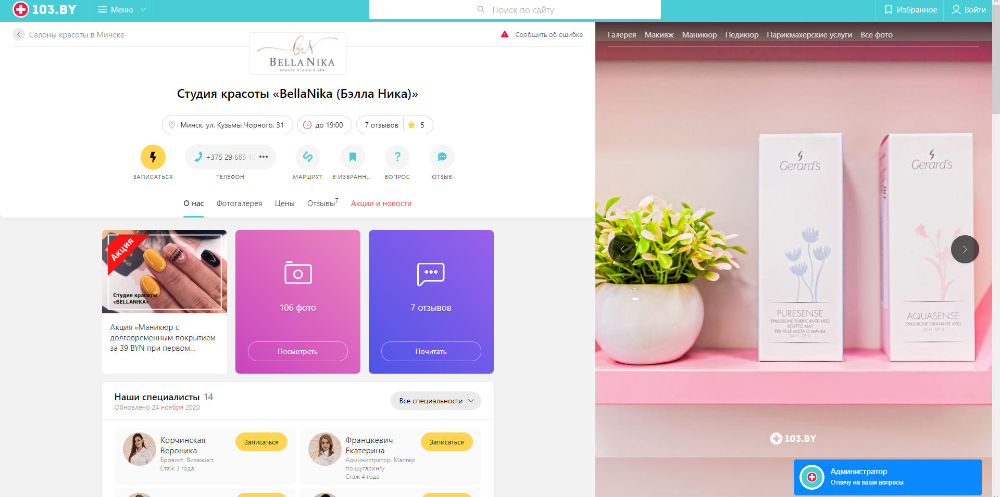 103.BY
Меню
Поиск по сайту
Избранное
Войти
Салоны красоты в Минске
Сообщить об ошибке
BELLA NIKA
BEAUTY STUDIO & SPA
Студия красоты «BellaNika (Бэлла Ника)»
Минск, ул. Кузьмы Чорного, 31
до 19:00
7 отзывов 5
+375 29 685-05 •••
ЗАПИСАТЬСЯ
ТЕЛЕФОН
МАРШРУТ
В ИЗБРАНН...
ВОПРОС
ОТЗЫВ
О нас
Фотогалерея
Цены
Отзывы7
Акции и новости
Акция
Студия красоты
«BELLANIKA»
Акция «Маникюр с
долговременным покрытием
за 39 BYN при первом...
106 фото
Посмотреть
7 отзывов
Почитать
Наши специалисты 14
Обновлено 24 ноября 2020
Все специальности
Корчинская
Вероника
Бровист, Визажист
Стаж 3 года
Записаться
Францкевич
Екатерина
Администратор, Мастер
по шугарингу
Стаж 4 года
Записаться
Галерея
Макияж
Маникюр
Педикюр
Парикмахерские услуги
Все фото
Gerard's
PURESENSE
EMULSIONE PURIFICANTE VISO
EFFETTO MAT
PER PELLE MISTA O IMPURA
24 H - SPF 8
Gerard's
AQUASENSE
EMULSIONE IDRATANTE VISO
24 H - SPF 8
103.BY
Администратор
Отвечу на ваши вопросы